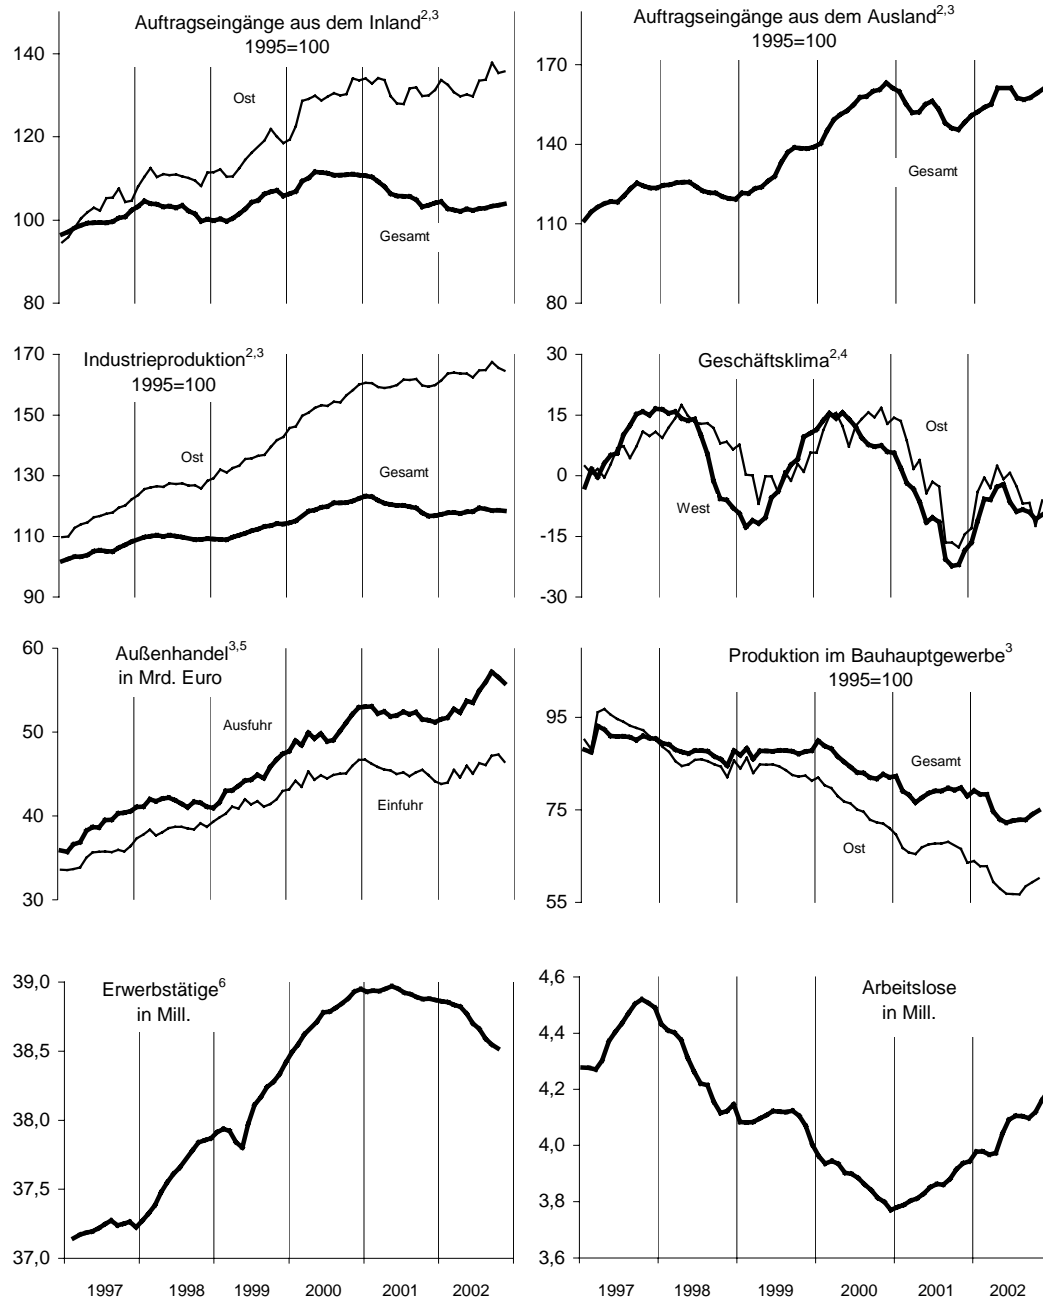 Auftragseingänge aus dem Inland2,3
1995=100
140
120
100
80
Ost
Gesamt
Auftragseingänge aus dem Ausland2,3
1995=100
170
140
110
80
Gesamt
Industrieproduktion2,3
1995=100
170
150
130
110
90
Ost
Gesamt
Geschäftsklima2,4
30
15
0
-15
-30
Ost
West
Außenhandel3,5
in Mrd. Euro
60
50
40
30
Ausfuhr
Einfuhr
Produktion im Bauhauptgewerbe3
1995=100
95
75
55
Gesamt
Ost
Erwerbstätige6
in Mill.
39,0
38,5
38,0
37,5
37,0
1997 1998 1999 2000 2001 2002
Arbeitslose
in Mill.
4,6
4,4
4,2
4,0
3,8
3,6
1997 1998 1999 2000 2001 2002